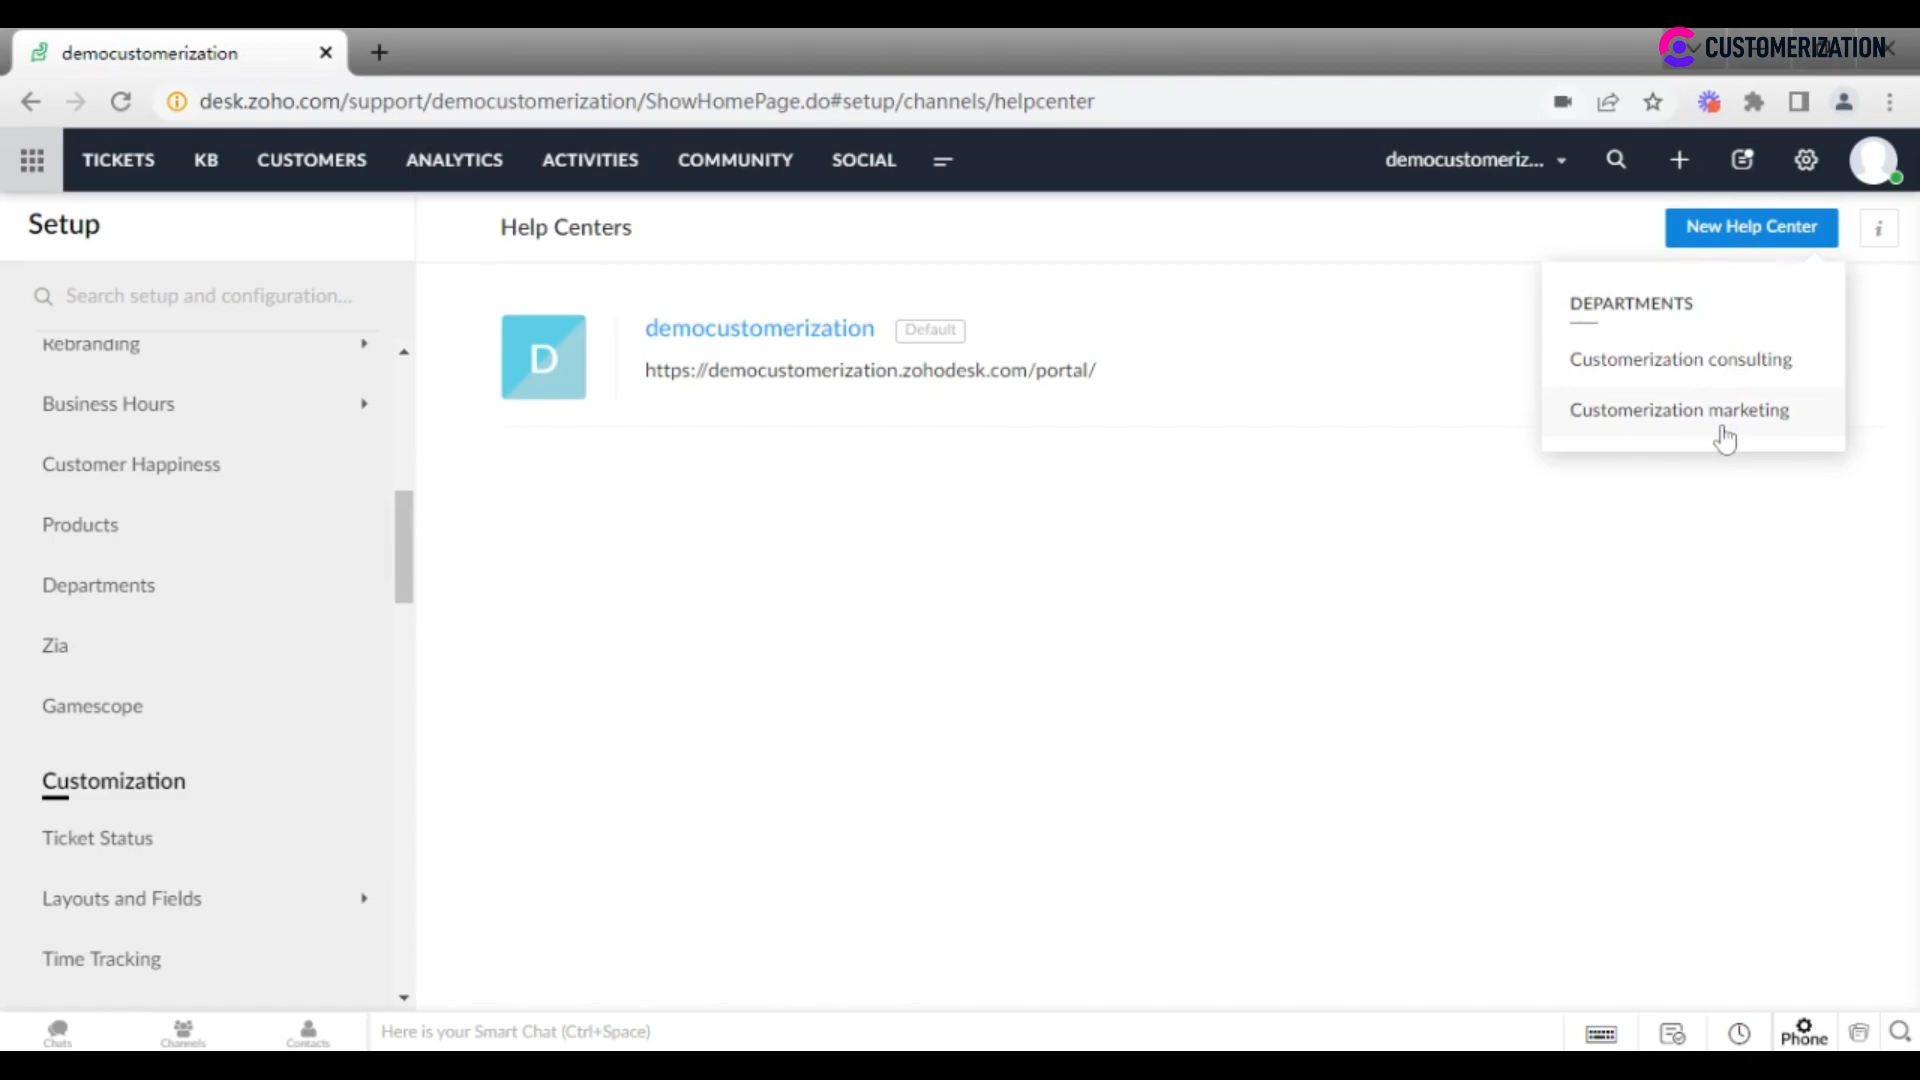 democustomerization
CUSTOMERIZATION
desk.zoho.com/support/democustomerization/ShowHomePage.do#setup/channels/helpcenter
TICKETS KB CUSTOMERS ANALYTICS ACTIVITIES COMMUNITY SOCIAL democustomeriz...
Setup
Help Centers
New Help Center
i
Search setup and configuration...
DEPARTMENTS
Rebranding
D
democustomerization Default
https://democustomerization.zohodesk.com/portal/
Customerization consulting
Customerization marketing
Business Hours
Customer Happiness
Products
Departments
Zia
Gamescope
Customization
Ticket Status
Layouts and Fields
Time Tracking
Chats
Channels
Contacts
Here is your Smart Chat (Ctrl+Space)
Phone